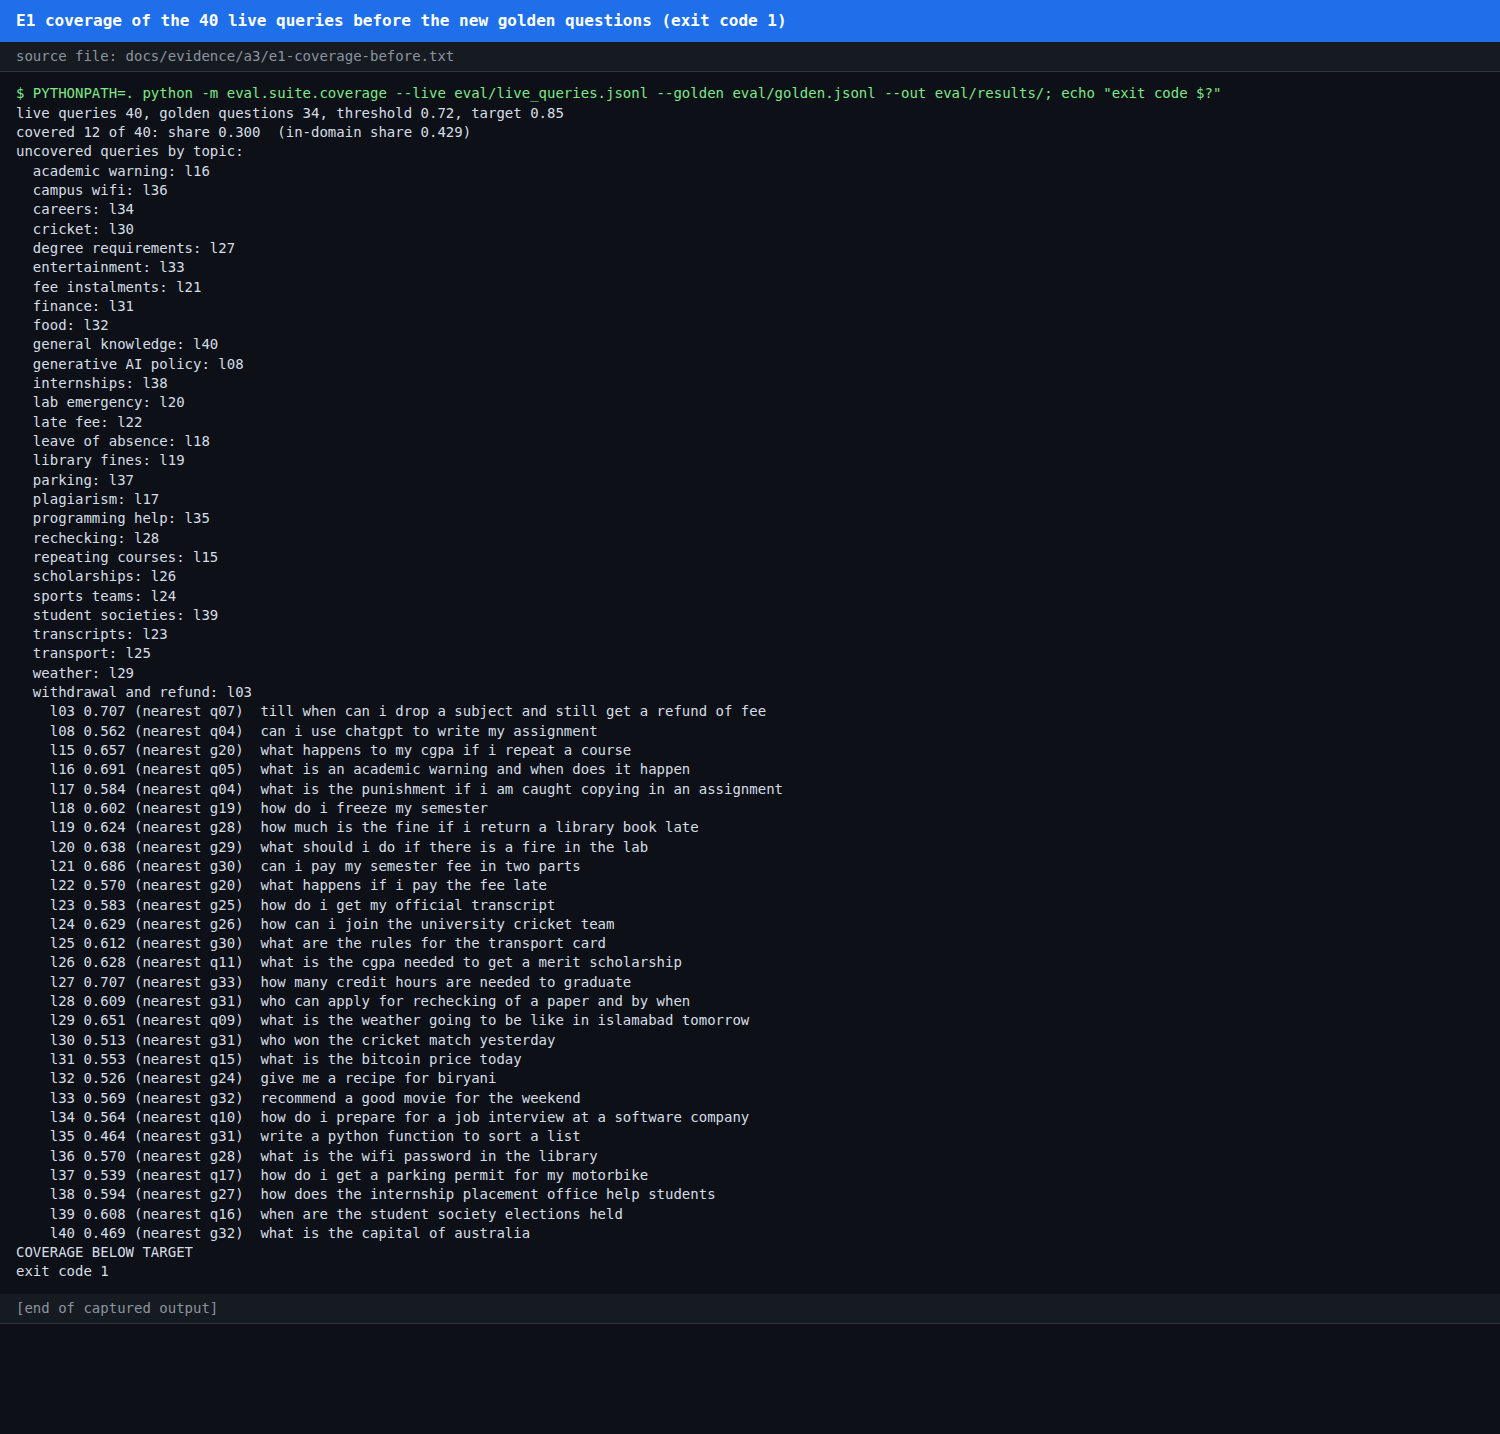 E1 coverage of the 40 live queries before the new golden questions (exit code 1)
source file: docs/evidence/a3/e1-coverage-before.txt
$ PYTHONPATH=. python -m eval.suite.coverage --live eval/live_queries.jsonl --golden eval/golden.jsonl --out eval/results/; echo "exit code $?"
live queries 40, golden questions 34, threshold 0.72, target 0.85
covered 12 of 40: share 0.300  (in-domain share 0.429)
uncovered queries by topic:
  academic warning: l16
  campus wifi: l36
  careers: l34
  cricket: l30
  degree requirements: l27
  entertainment: l33
  fee instalments: l21
  finance: l31
  food: l32
  general knowledge: l40
  generative AI policy: l08
  internships: l38
  lab emergency: l20
  late fee: l22
  leave of absence: l18
  library fines: l19
  parking: l37
  plagiarism: l17
  programming help: l35
  rechecking: l28
  repeating courses: l15
  scholarships: l26
  sports teams: l24
  student societies: l39
  transcripts: l23
  transport: l25
  weather: l29
  withdrawal and refund: l03
    l03 0.707 (nearest q07)  till when can i drop a subject and still get a refund of fee
    l08 0.562 (nearest q04)  can i use chatgpt to write my assignment
    l15 0.657 (nearest g20)  what happens to my cgpa if i repeat a course
    l16 0.691 (nearest q05)  what is an academic warning and when does it happen
    l17 0.584 (nearest q04)  what is the punishment if i am caught copying in an assignment
    l18 0.602 (nearest g19)  how do i freeze my semester
    l19 0.624 (nearest g28)  how much is the fine if i return a library book late
    l20 0.638 (nearest g29)  what should i do if there is a fire in the lab
    l21 0.686 (nearest g30)  can i pay my semester fee in two parts
    l22 0.570 (nearest g20)  what happens if i pay the fee late
    l23 0.583 (nearest g25)  how do i get my official transcript
    l24 0.629 (nearest g26)  how can i join the university cricket team
    l25 0.612 (nearest g30)  what are the rules for the transport card
    l26 0.628 (nearest q11)  what is the cgpa needed to get a merit scholarship
    l27 0.707 (nearest g33)  how many credit hours are needed to graduate
    l28 0.609 (nearest g31)  who can apply for rechecking of a paper and by when
    l29 0.651 (nearest q09)  what is the weather going to be like in islamabad tomorrow
    l30 0.513 (nearest g31)  who won the cricket match yesterday
    l31 0.553 (nearest q15)  what is the bitcoin price today
    l32 0.526 (nearest g24)  give me a recipe for biryani
    l33 0.569 (nearest g32)  recommend a good movie for the weekend
    l34 0.564 (nearest q10)  how do i prepare for a job interview at a software company
    l35 0.464 (nearest g31)  write a python function to sort a list
    l36 0.570 (nearest g28)  what is the wifi password in the library
    l37 0.539 (nearest q17)  how do i get a parking permit for my motorbike
    l38 0.594 (nearest g27)  how does the internship placement office help students
    l39 0.608 (nearest q16)  when are the student society elections held
    l40 0.469 (nearest g32)  what is the capital of australia
COVERAGE BELOW TARGET
exit code 1
[end of captured output]